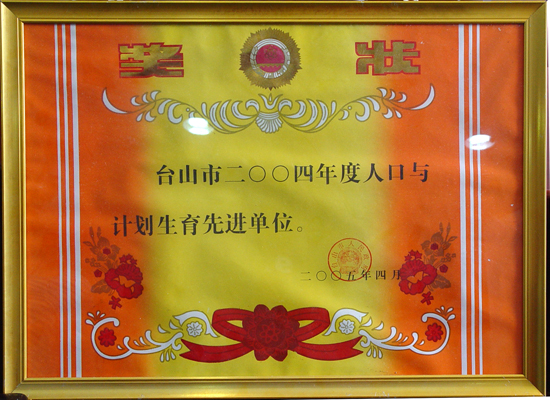 奖状
台山市二〇〇四年度人口与
计划生育先进单位。
二〇〇五年四月